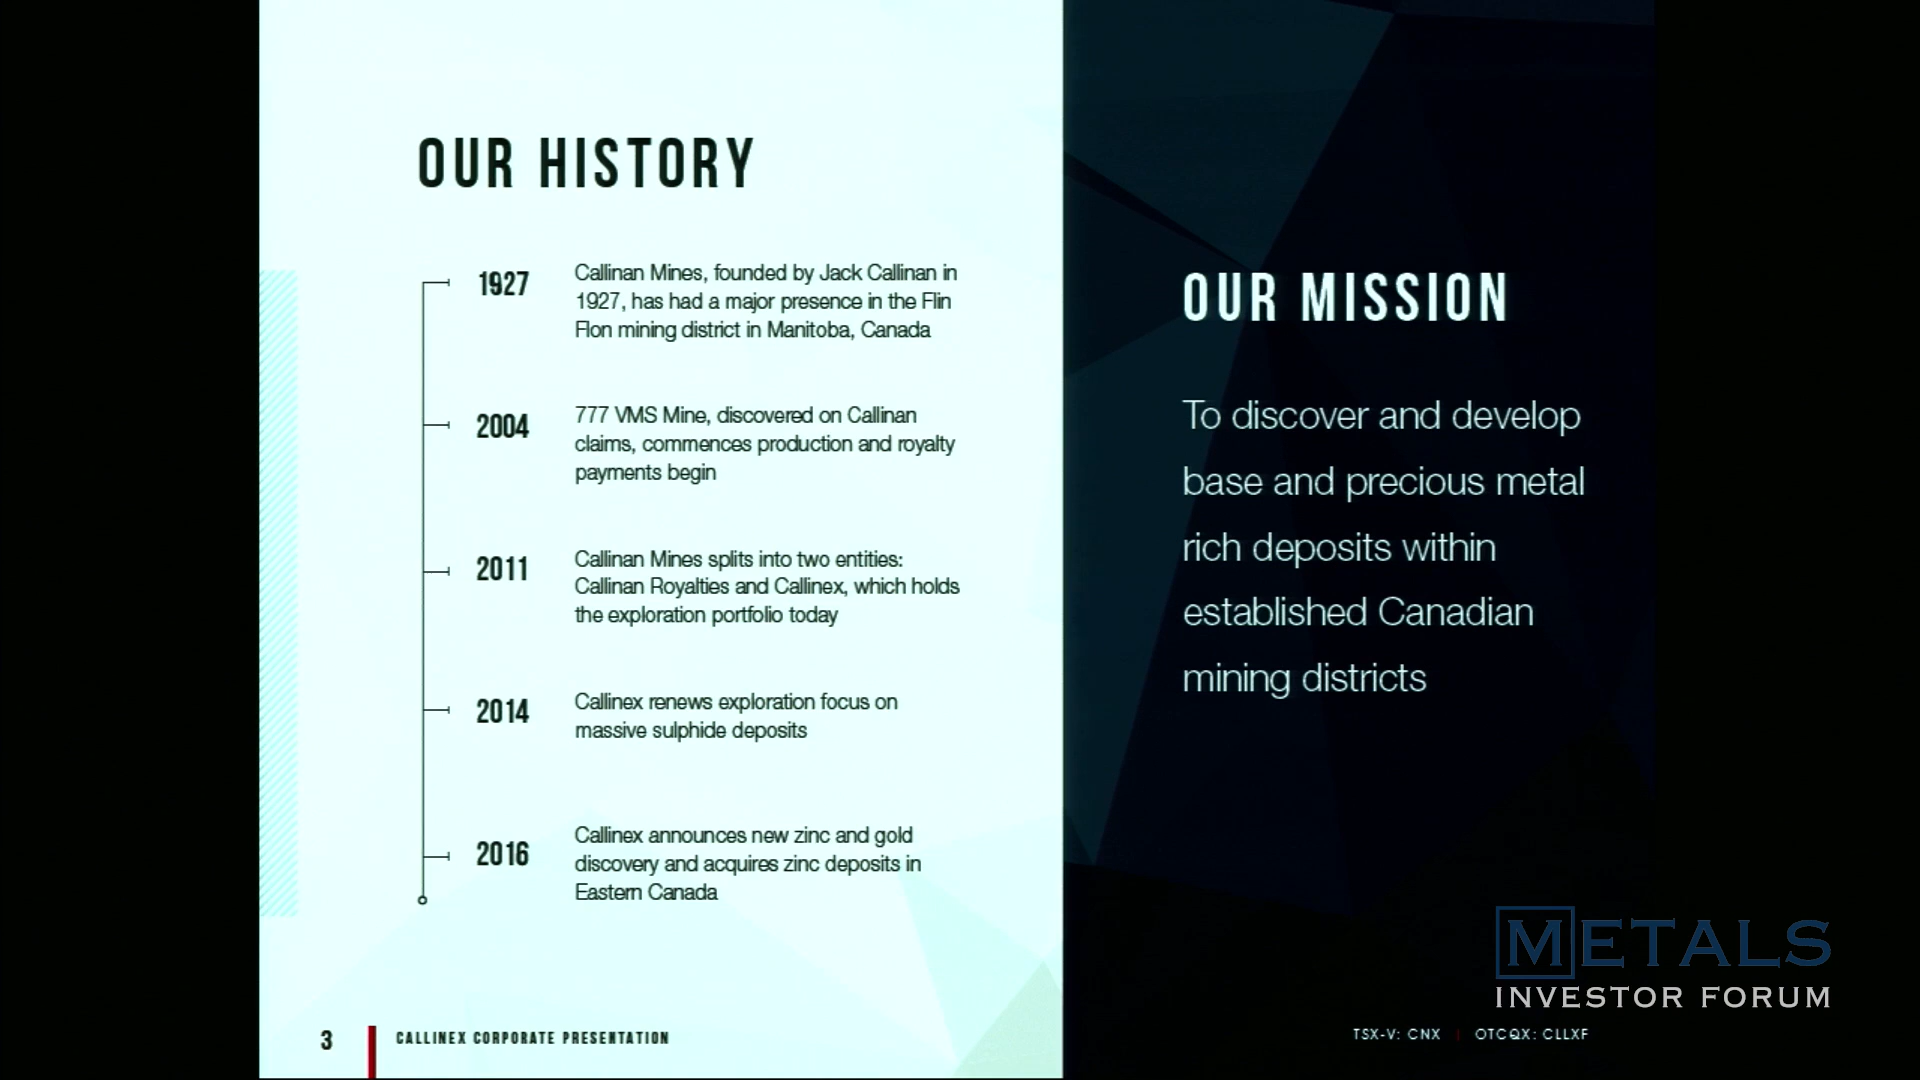 OUR HISTORY
1927
Callinan Mines, founded by Jack Callinan in
1927, has had a major presence in the Flin
Flon mining district in Manitoba, Canada
2004
777 VMS Mine, discovered on Callinan
claims, commences production and royalty
payments begin
2011
Callinan Mines splits into two entities:
Callinan Royalties and Callinex, which holds
the exploration portfolio today
2014
Callinex renews exploration focus on
massive sulphide deposits
2016
Callinex announces new zinc and gold
discovery and acquires zinc deposits in
Eastern Canada
3
CALLINEX CORPORATE PRESENTATION
OUR MISSION
To discover and develop
base and precious metal
rich deposits within
established Canadian
mining districts
METALS
INVESTOR FORUM
TSX-V: CNX | OTCQX: CLLXF